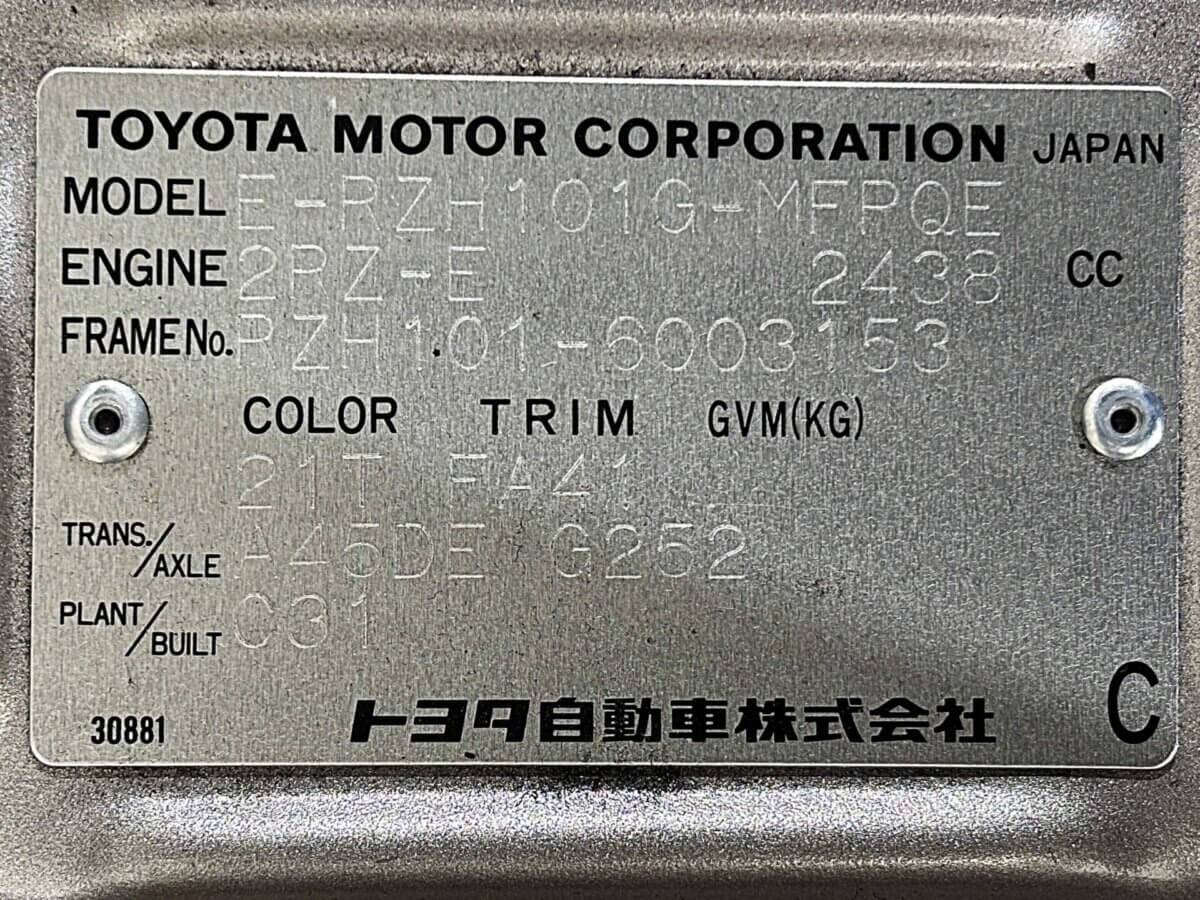 TOYOTA MOTOR CORPORATION JAPAN
MODEL E-RZH101G-MFPQE
ENGINE 2RZ-E 2438 CC
FRAME No. RZH101-6003153
COLOR TRIM GVM(KG)
21T FA41
TRANS./AXLE A45DE G252
PLANT/BUILT C31
30881 トヨタ自動車株式会社 C